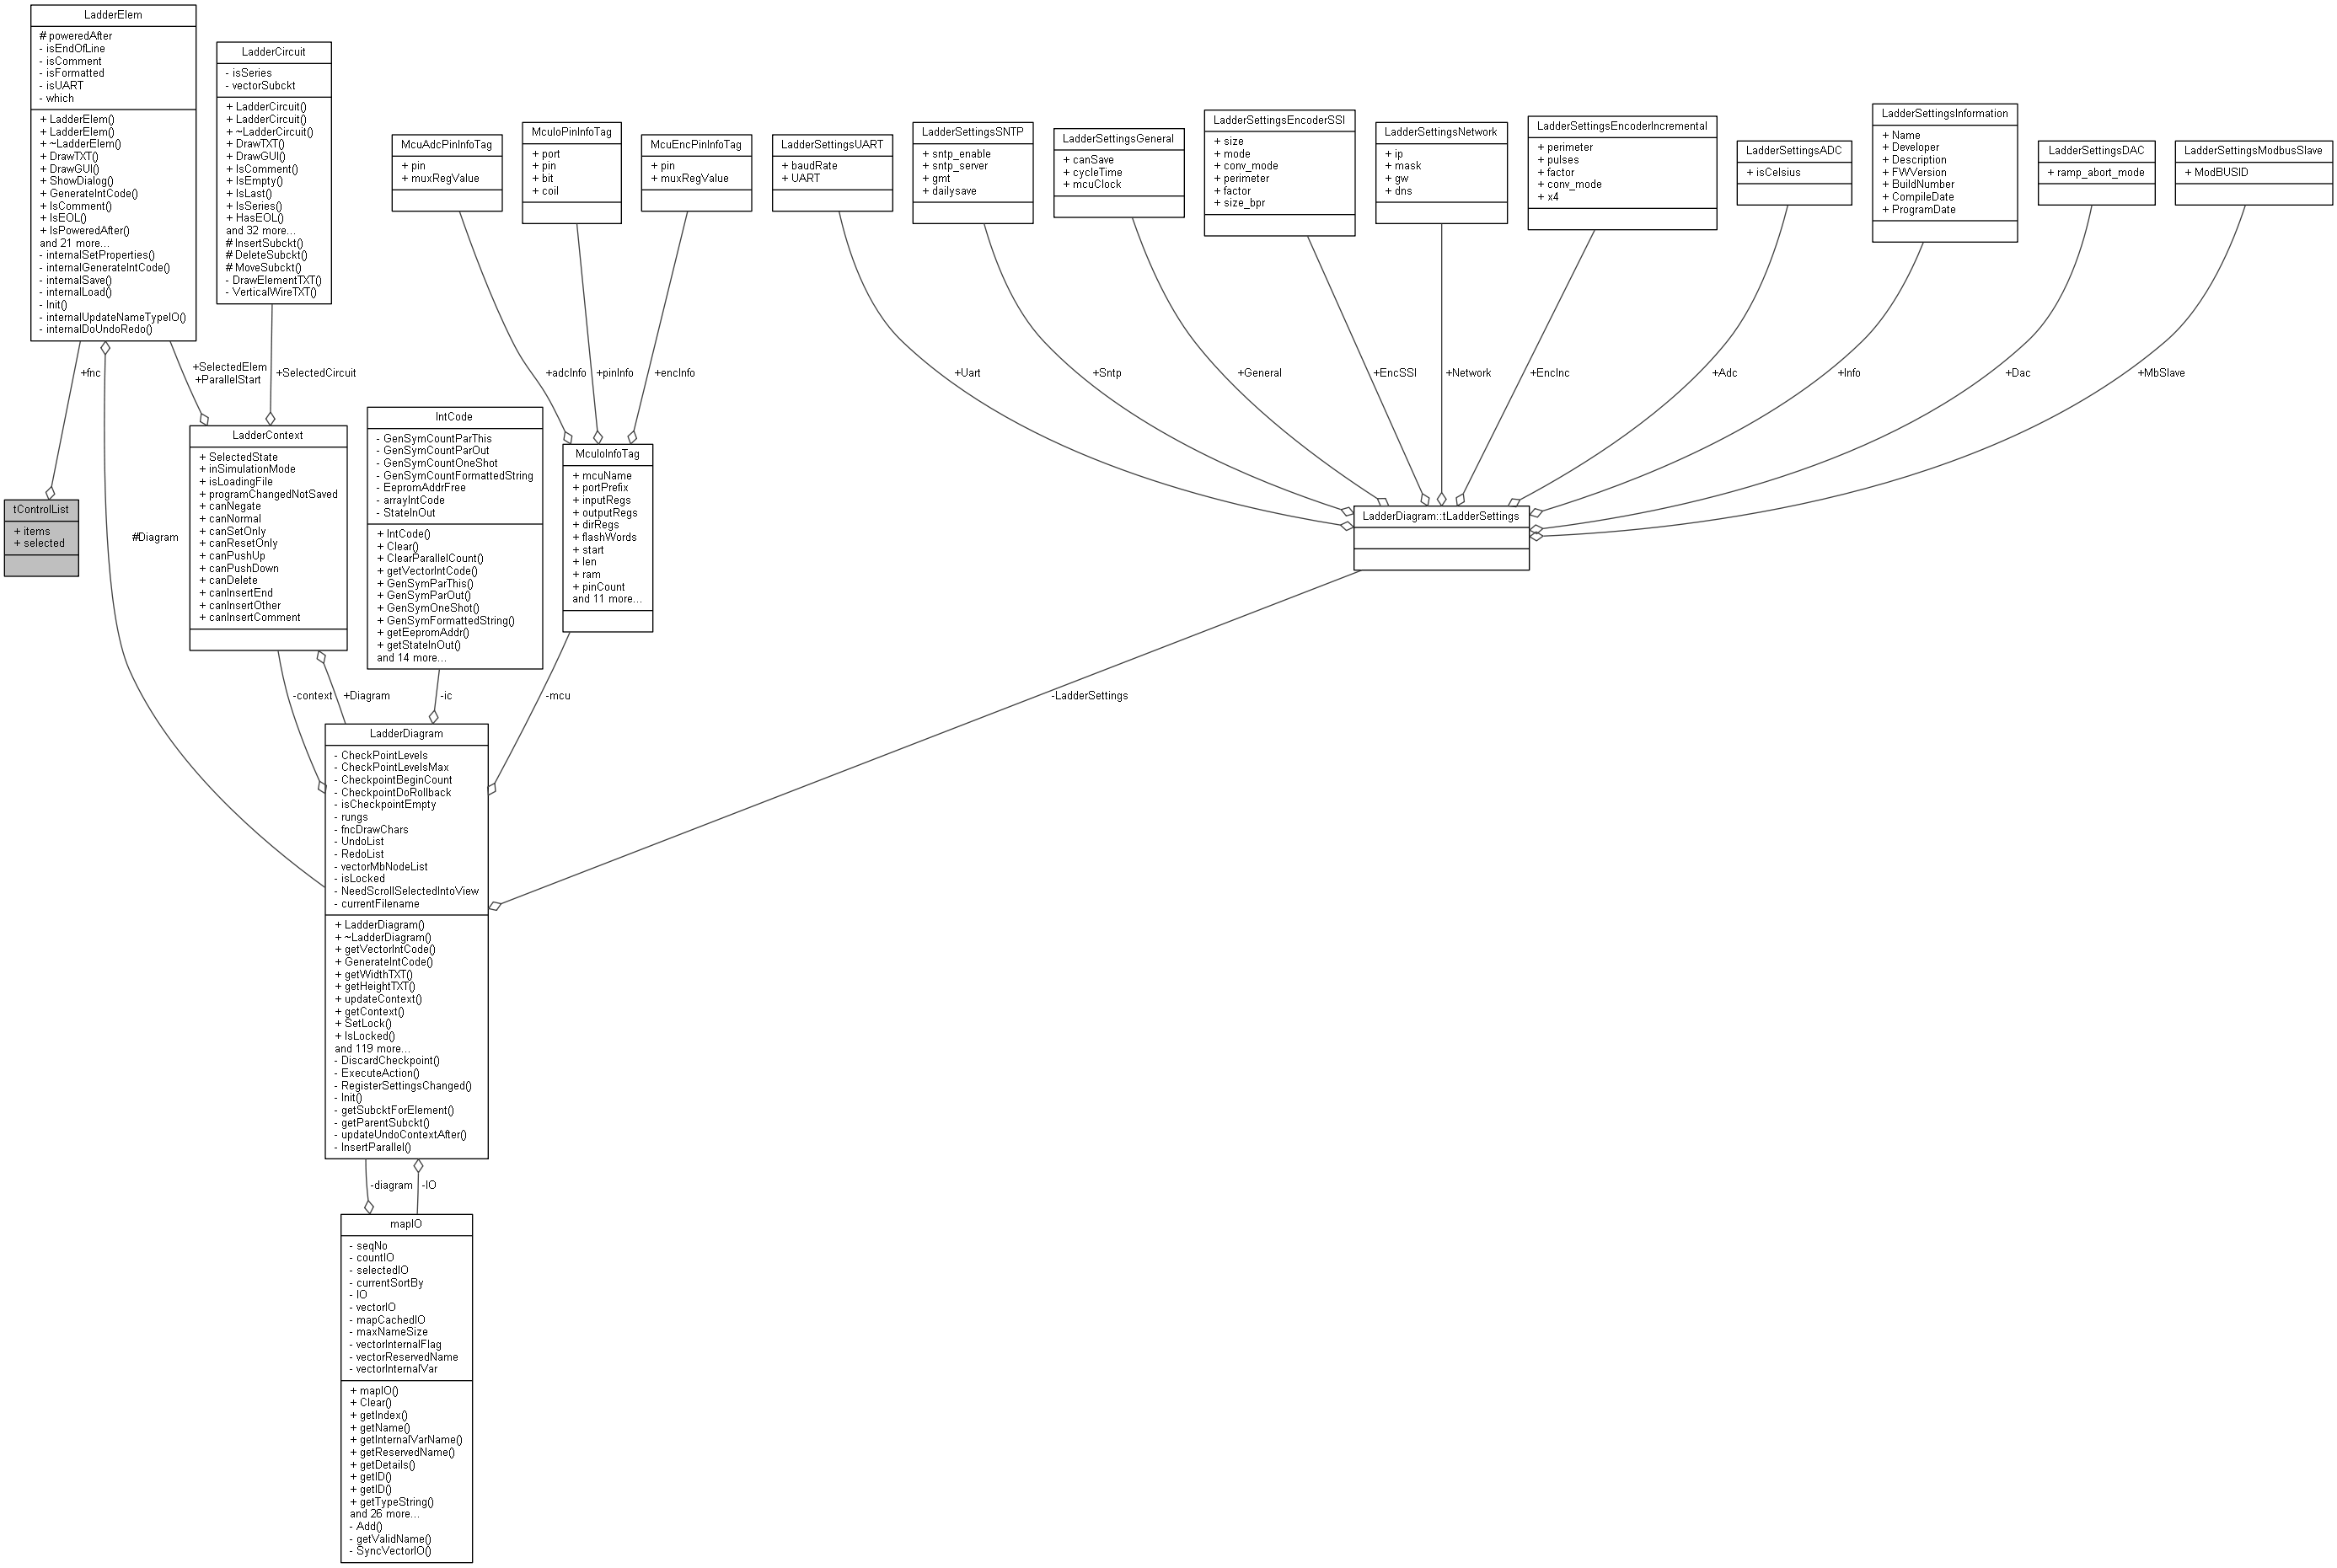 LadderElem
# poweredAfter
- isEndOfLine
- isComment
- isFormatted
- isUART
- which
+ LadderElem()
+ LadderElem()
+ ~LadderElem()
+ DrawTXT()
+ DrawGUI()
+ ShowDialog()
+ GenerateIntCode()
+ IsComment()
+ IsEOL()
+ IsPoweredAfter()
and 21 more...
- internalSetProperties()
- internalGenerateIntCode()
- internalSave()
- internalLoad()
- Init()
- internalUpdateNameTypeIO()
- internalDoUndoRedo()
LadderCircuit
- isSeries
- vectorSubckt
+ LadderCircuit()
+ LadderCircuit()
+ ~LadderCircuit()
+ DrawTXT()
+ DrawGUI()
+ IsComment()
+ IsEmpty()
+ IsLast()
+ IsSeries()
+ HasEOL()
and 32 more...
# InsertSubckt()
# DeleteSubckt()
# MoveSubckt()
- DrawElementTXT()
- VerticalWireTXT()
McuAdcPinInfoTag
+ pin
+ muxRegValue
McuIoPinInfoTag
+ port
+ pin
+ bit
+ coil
McuEncPinInfoTag
+ pin
+ muxRegValue
LadderSettingsUART
+ baudRate
+ UART
LadderSettingsSNTP
+ sntp_enable
+ sntp_server
+ gmt
+ dailysave
LadderSettingsGeneral
+ canSave
+ cycleTime
+ mcuClock
LadderSettingsEncoderSSI
+ size
+ mode
+ conv_mode
+ perimeter
+ factor
+ size_bpr
LadderSettingsNetwork
+ ip
+ mask
+ gw
+ dns
LadderSettingsEncoderIncremental
+ perimeter
+ pulses
+ factor
+ conv_mode
+ x4
LadderSettingsADC
+ isCelsius
LadderSettingsInformation
+ Name
+ Developer
+ Description
+ FWVersion
+ BuildNumber
+ CompileDate
+ ProgramDate
LadderSettingsDAC
+ ramp_abort_mode
LadderSettingsModbusSlave
+ ModBUSID
+fnc
+SelectedElem
+ParallelStart
+SelectedCircuit
+adcInfo
+pinInfo
+encInfo
+Uart
+Sntp
+General
+EncSSI
+Network
+EncInc
+Adc
+Info
+Dac
+MbSlave
tControlList
+ items
+ selected
#Diagram
LadderContext
+ SelectedState
+ inSimulationMode
+ isLoadingFile
+ programChangedNotSaved
+ canNegate
+ canNormal
+ canSetOnly
+ canResetOnly
+ canPushUp
+ canPushDown
+ canDelete
+ canInsertEnd
+ canInsertOther
+ canInsertComment
IntCode
- GenSymCountParThis
- GenSymCountParOut
- GenSymCountOneShot
- GenSymCountFormattedString
- EepromAddrFree
- arrayIntCode
- StateInOut
+ IntCode()
+ Clear()
+ ClearParallelCount()
+ getVectorIntCode()
+ GenSymParThis()
+ GenSymParOut()
+ GenSymOneShot()
+ GenSymFormattedString()
+ getEepromAddr()
+ getStateInOut()
and 14 more...
McuIoInfoTag
+ mcuName
+ portPrefix
+ inputRegs
+ outputRegs
+ dirRegs
+ flashWords
+ start
+ len
+ ram
+ pinCount
and 11 more...
LadderDiagram::tLadderSettings
-context
+Diagram
-ic
-mcu
-LadderSettings
LadderDiagram
- CheckPointLevels
- CheckPointLevelsMax
- CheckpointBeginCount
- CheckpointDoRollback
- isCheckpointEmpty
- rungs
- fncDrawChars
- UndoList
- RedoList
- vectorMbNodeList
- isLocked
- NeedScrollSelectedIntoView
- currentFilename
+ LadderDiagram()
+ ~LadderDiagram()
+ getVectorIntCode()
+ GenerateIntCode()
+ getWidthTXT()
+ getHeightTXT()
+ updateContext()
+ getContext()
+ SetLock()
+ IsLocked()
and 119 more...
- DiscardCheckpoint()
- ExecuteAction()
- RegisterSettingsChanged()
- Init()
- getSubcktForElement()
- getParentSubckt()
- updateUndoContextAfter()
- InsertParallel()
-diagram
-IO
mapIO
- seqNo
- countIO
- selectedIO
- currentSortBy
- IO
- vectorIO
- mapCachedIO
- maxNameSize
- vectorInternalFlag
- vectorReservedName
- vectorInternalVar
+ mapIO()
+ Clear()
+ getIndex()
+ getName()
+ getInternalVarName()
+ getReservedName()
+ getDetails()
+ getID()
+ getID()
+ getTypeString()
and 26 more...
- Add()
- getValidName()
- SyncVectorIO()